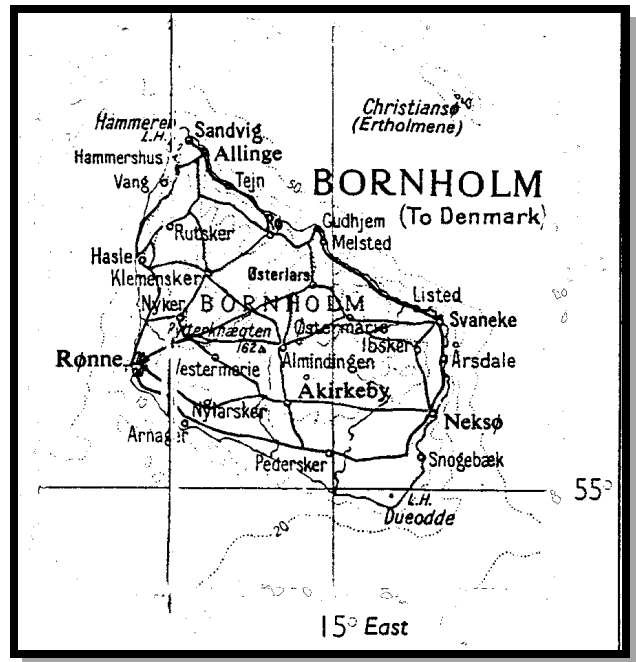 Christiansø
(Ertholmene)
Hammeren
L.H.
Sandvig
Allinge
Hammershus
Vang
Tejn
50
BORNHOLM
(To Denmark)
Rø
Gudhjem
Melsted
Rutsker
Hasle
Klemensker
Østerlars
Listed
Nyker
BORNHOLM
Svaneke
Rytterknægten
Østermarie
162
Ibsker
Årsdale
Rønne
Almindingen
Vestermarie
Åkirkeby
Nylarsker
Neksø
Arnager
Pedersker
Snogebæk
55°
L.H.
Dueodde
20
15° East